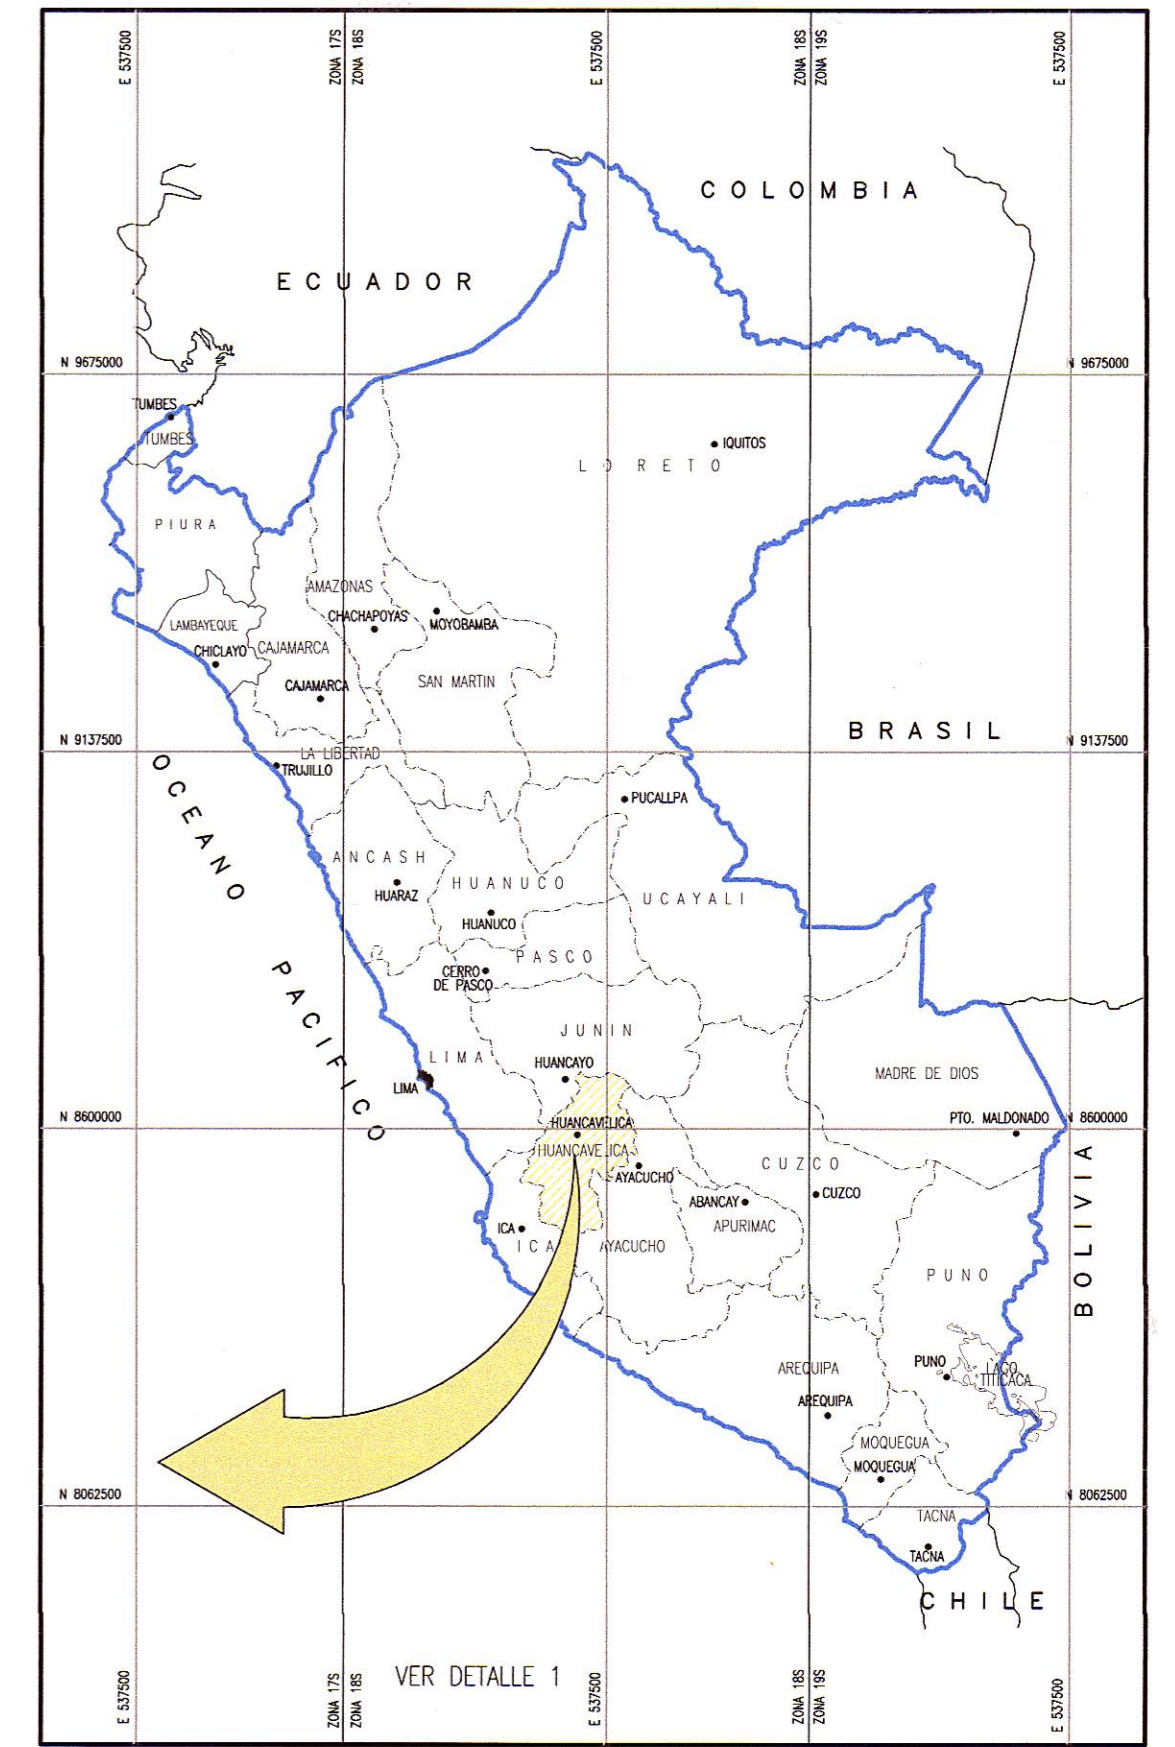 E 537500
ZONA 17S
ZONA 18S
E 537500
ZONA 18S
ZONA 19S
E 537500
COLOMBIA
ECUADOR
N 9675000
N 9675000
TUMBES
TUMBES
IQUITOS
LORETO
PIURA
AMAZONAS
CHACHAPOYAS
MOYOBAMBA
LAMBAYEQUE
CHICLAYO
CAJAMARCA
CAJAMARCA
SAN MARTIN
BRASIL
N 9137500
N 9137500
LA LIBERTAD
TRUJILLO
OCEANO PACIFICO
PUCALLPA
ANCASH
HUARAZ
HUANUCO
HUANUCO
UCAYALI
PASCO
CERRO
DE PASCO
JUNIN
LIMA
HUANCAYO
LIMA
MADRE DE DIOS
N 8600000
PTO. MALDONADO
N 8600000
HUANCAVELICA
HUANCAVELICA
AYACUCHO
CUZCO
CUZCO
ABANCAY
APURIMAC
BOLIVIA
ICA
ICA
AYACUCHO
PUNO
PUNO
LAGO
TITICACA
AREQUIPA
AREQUIPA
MOQUEGUA
MOQUEGUA
N 8062500
N 8062500
TACNA
TACNA
CHILE
VER DETALLE 1
E 537500
ZONA 17S
ZONA 18S
E 537500
ZONA 18S
ZONA 19S
E 537500